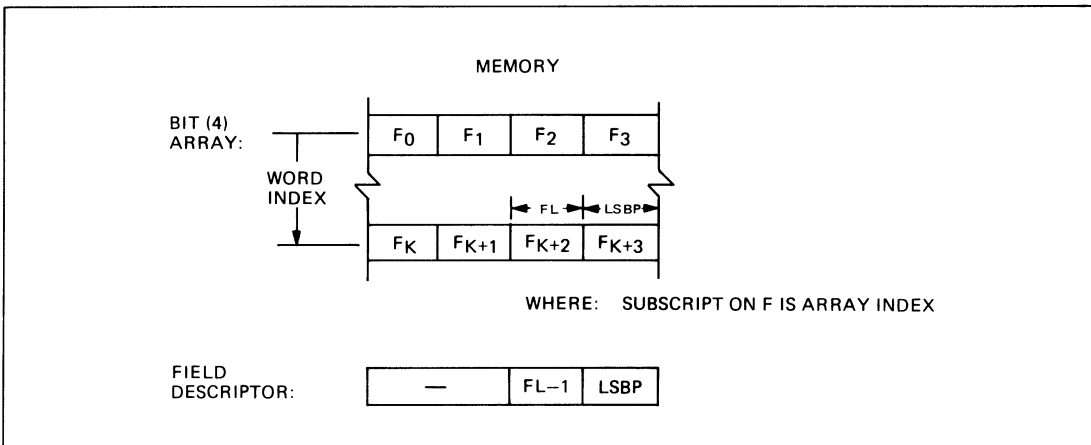 MEMORY
BIT (4)
ARRAY:
F0 F1 F2 F3
WORD
INDEX
FL LSBP
FK FK+1 FK+2 FK+3
WHERE: SUBSCRIPT ON F IS ARRAY INDEX
FIELD
DESCRIPTOR:
— FL—1 LSBP